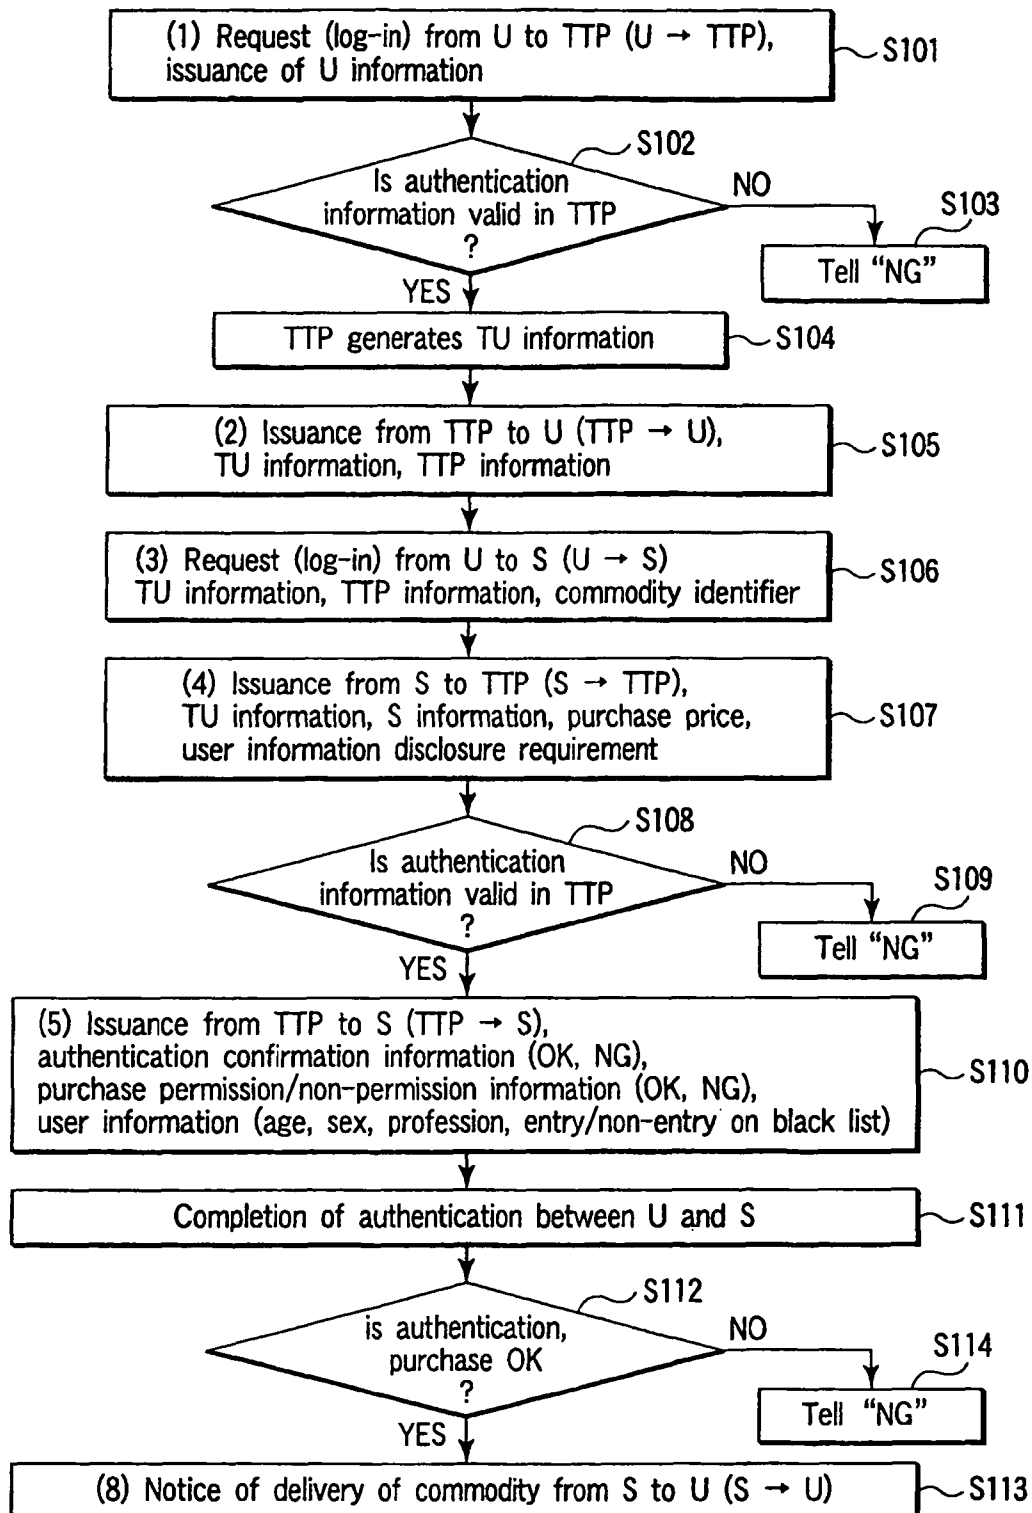 (1) Request (log-in) from U to TTP (U → TTP),
issuance of U information
S101
S102
Is authentication
information valid in TTP
?
NO
S103
Tell "NG"
YES
TTP generates TU information
S104
(2) Issuance from TTP to U (TTP → U),
TU information, TTP information
S105
(3) Request (log-in) from U to S (U → S)
TU information, TTP information, commodity identifier
S106
(4) Issuance from S to TTP (S → TTP),
TU information, S information, purchase price,
user information disclosure requirement
S107
S108
Is authentication
information valid in TTP
?
NO
S109
Tell "NG"
YES
(5) Issuance from TTP to S (TTP → S),
authentication confirmation information (OK, NG),
purchase permission/non-permission information (OK, NG),
user information (age, sex, profession, entry/non-entry on black list)
S110
Completion of authentication between U and S
S111
S112
is authentication,
purchase OK
?
NO
S114
Tell "NG"
YES
(8) Notice of delivery of commodity from S to U (S → U)
S113